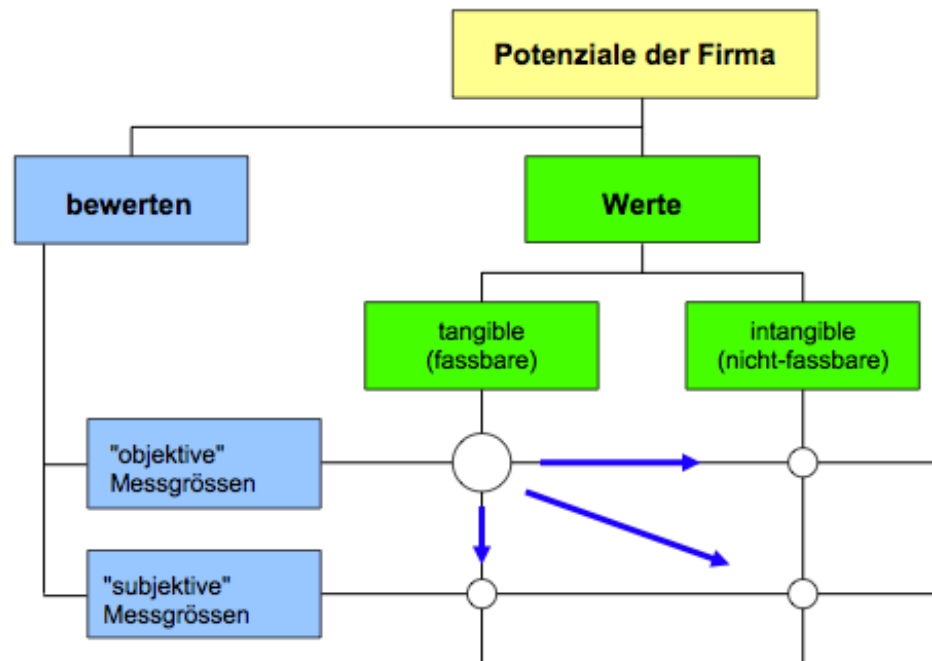 Potenziale der Firma
bewerten
Werte
tangible
(fassbare)
intangible
(nicht-fassbare)
"objektive"
Messgrössen
"subjektive"
Messgrössen